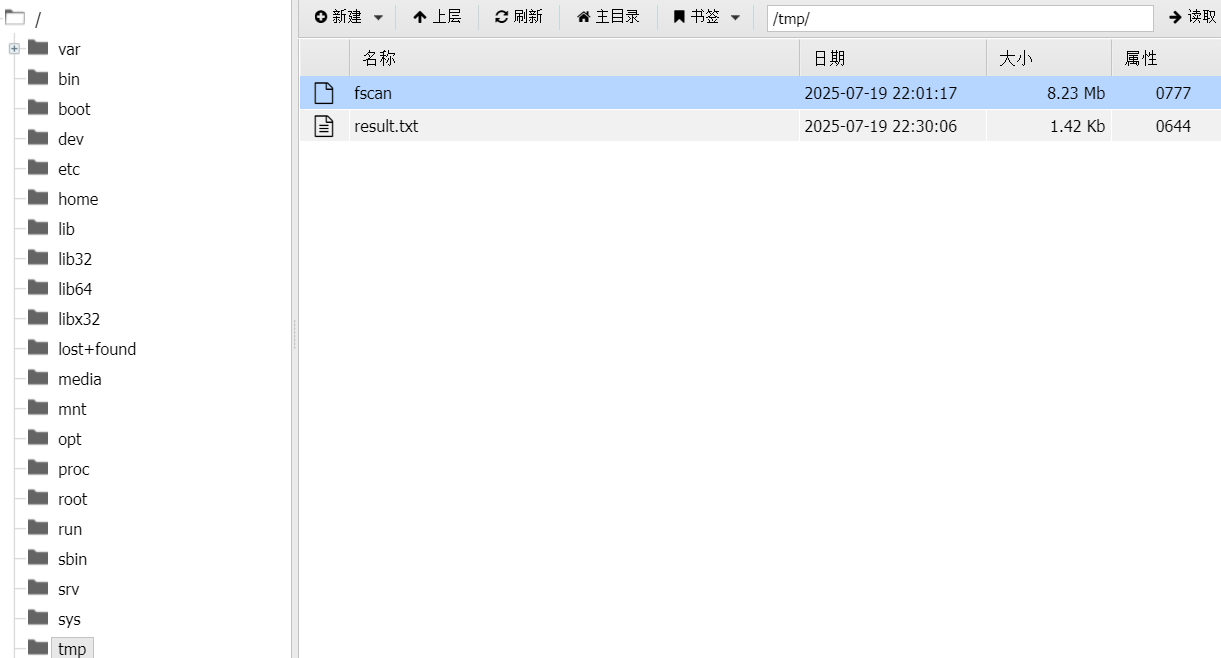 /
var
bin
boot
dev
etc
home
lib
lib32
lib64
libx32
lost+found
media
mnt
opt
proc
root
run
sbin
srv
sys
tmp
新建 上层 刷新 主目录 书签 /tmp/ 读取
名称 日期 大小 属性
fscan 2025-07-19 22:01:17 8.23 Mb 0777
result.txt 2025-07-19 22:30:06 1.42 Kb 0644